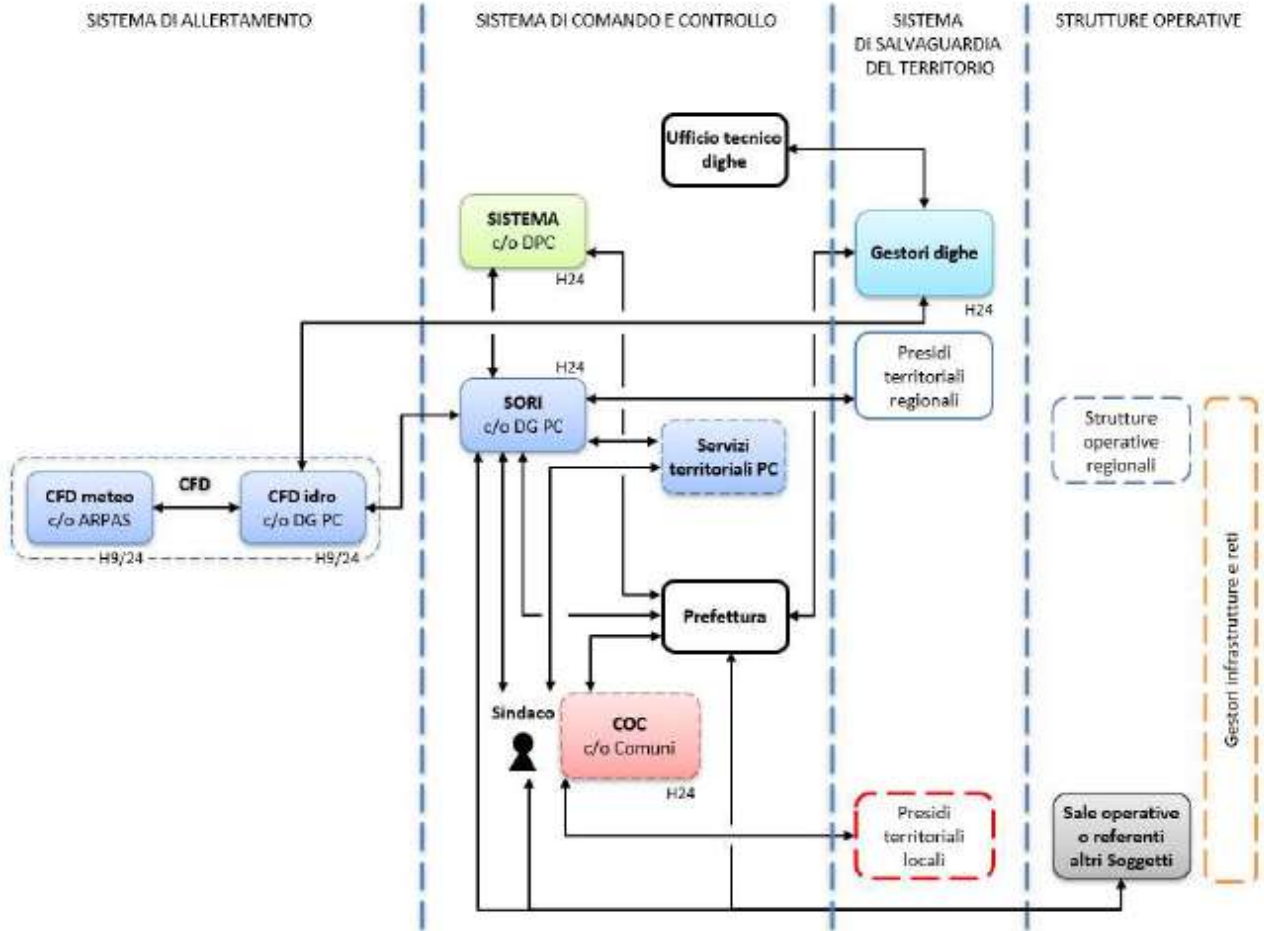 SISTEMA DI ALLERTAMENTO
SISTEMA DI COMANDO E CONTROLLO
SISTEMA
DI SALVAGUARDIA
DEL TERRITORIO
STRUTTURE OPERATIVE
Ufficio tecnico
dighe
SISTEMA
c/o DPC
H24
Gestori dighe
H24
Presidi
territoriali
regionali
H24
SORI
c/o DG PC
Servizi
territoriali PC
Strutture
operative
regionali
CFD
CFD meteo
c/o ARPAS
H9/24
CFD idro
c/o DG PC
H9/24
Prefettura
Sindaco
COC
c/o Comuni
H24
Presidi
territoriali
locali
Sale operative
o referenti
altri Soggetti
Gestori infrastrutture e reti